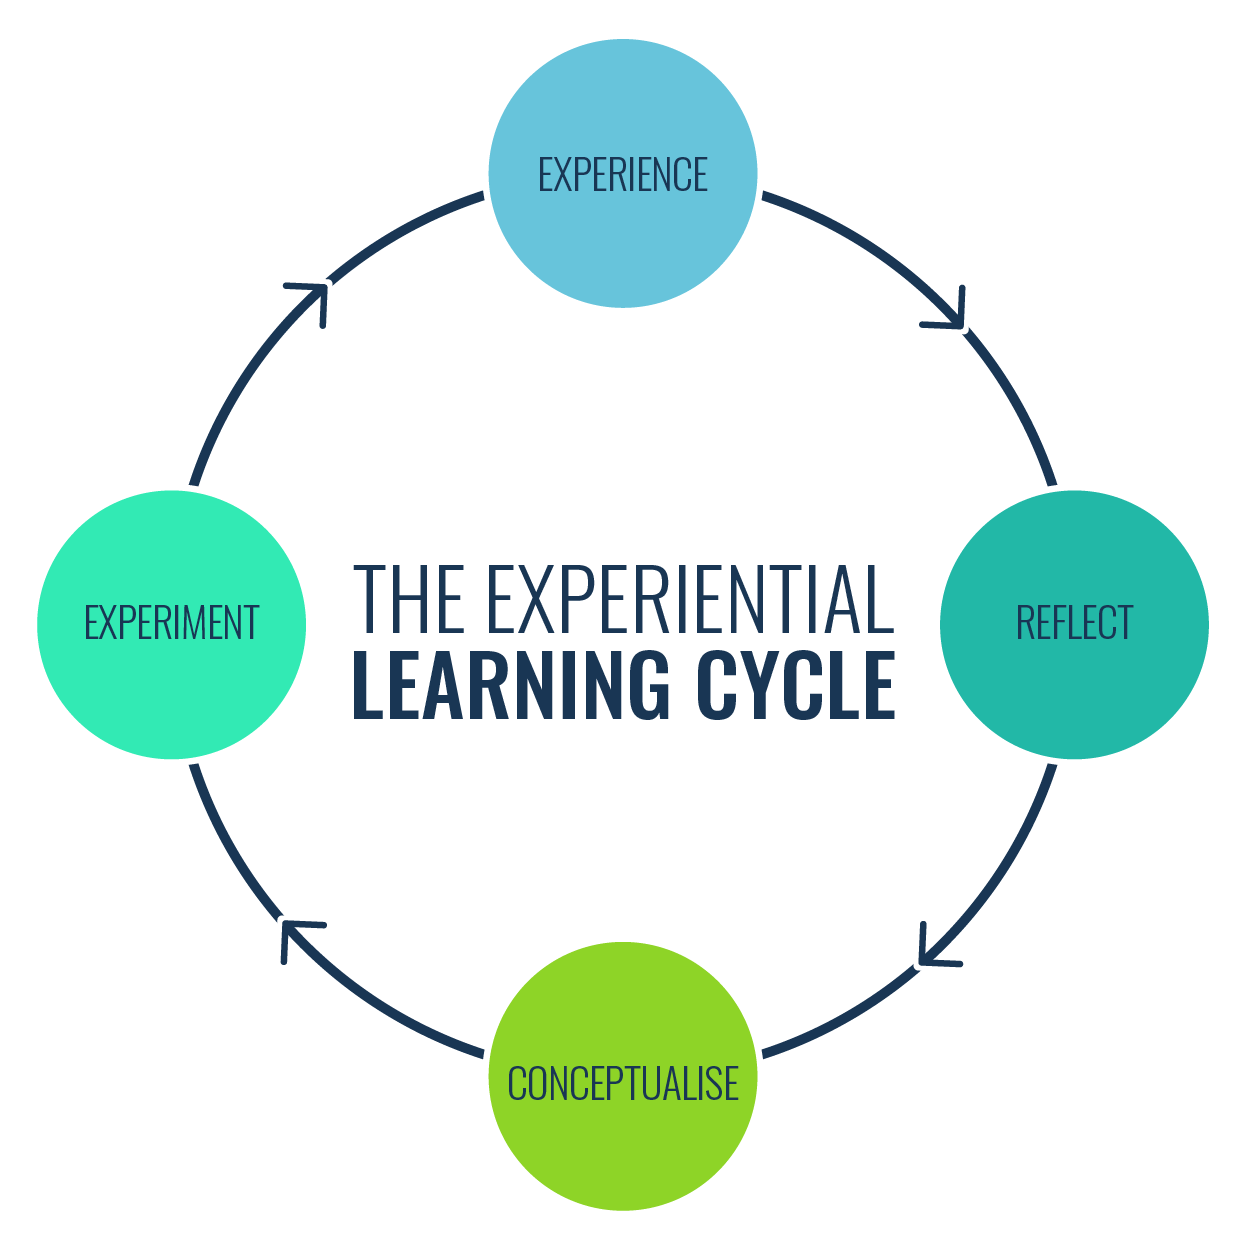 EXPERIENCE
EXPERIMENT
THE EXPERIENTIAL
LEARNING CYCLE
REFLECT
CONCEPTUALISE